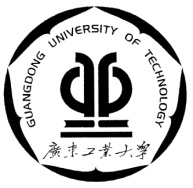 GUANGDONG UNIVERSITY OF TECHNOLOGY
廣東工業大學